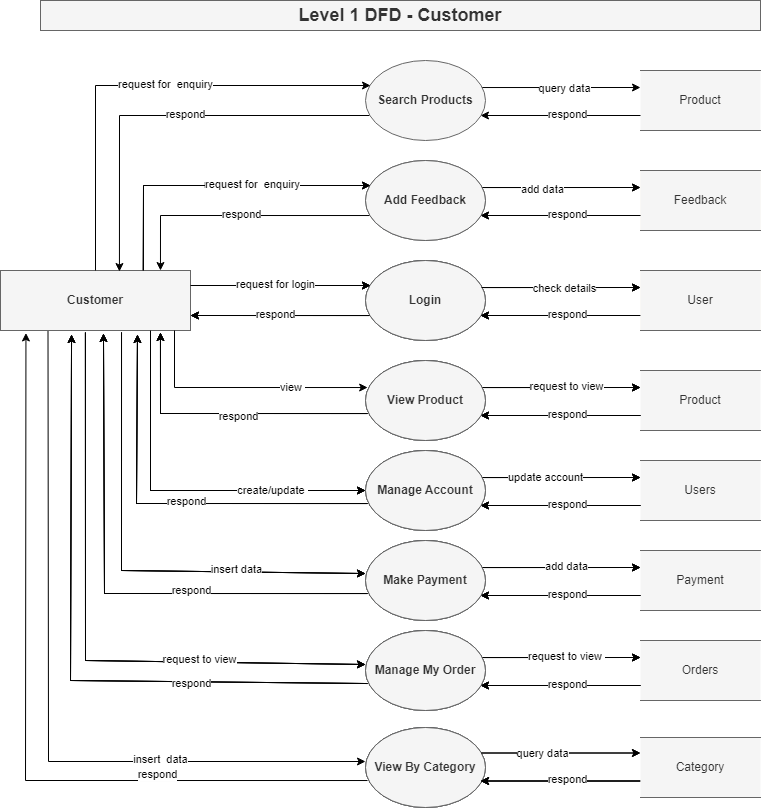 Level 1 DFD - Customer
request for  enquiry
Search Products
query data
Product
respond
respond
request for  enquiry
Add Feedback
add data
Feedback
respond
respond
Customer
request for login
Login
check details
User
respond
respond
view
View Product
request to view
Product
respond
respond
create/update
Manage Account
update account
Users
respond
respond
insert data
Make Payment
add data
Payment
respond
respond
request to view
Manage My Order
request to view
Orders
respond
respond
insert  data
View By Category
query data
Category
respond
respond